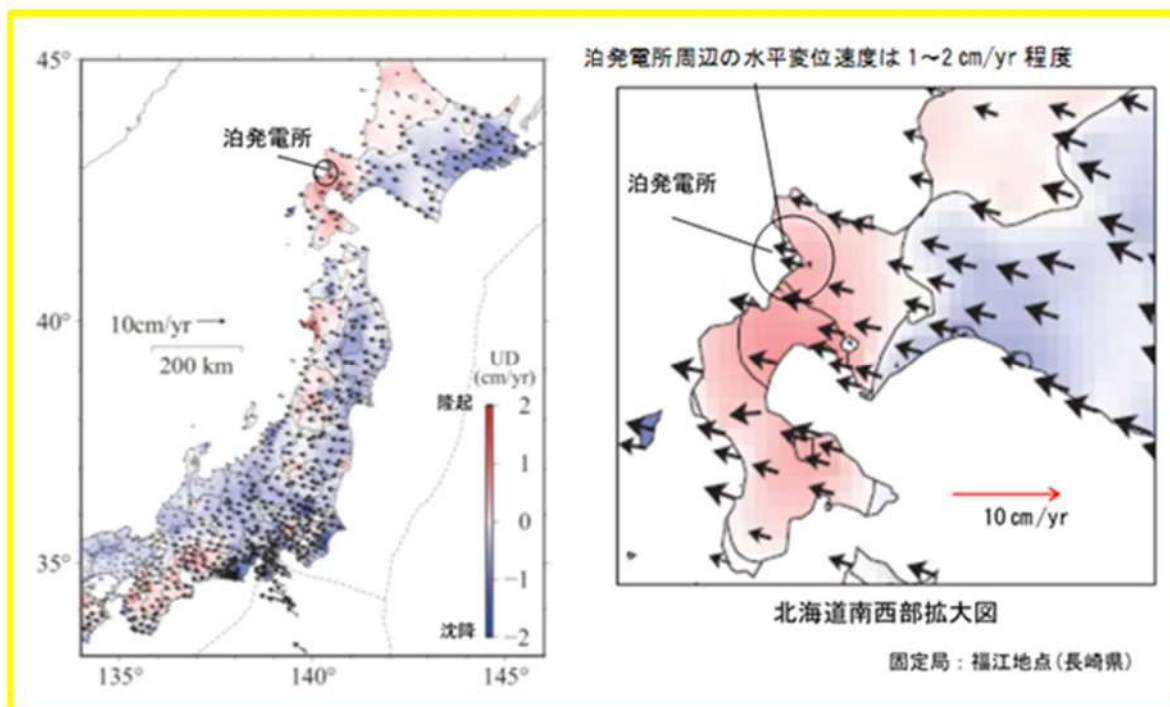 泊発電所周辺の水平変位速度は 1～2 cm/yr 程度
45°
泊発電所
泊発電所
40°
10cm/yr
200 km
UD
(cm/yr)
隆起
2
1
0
-1
沈降
-2
35°
135°
140°
145°
10 cm/yr
北海道南西部拡大図
固定局：福江地点(長崎県)